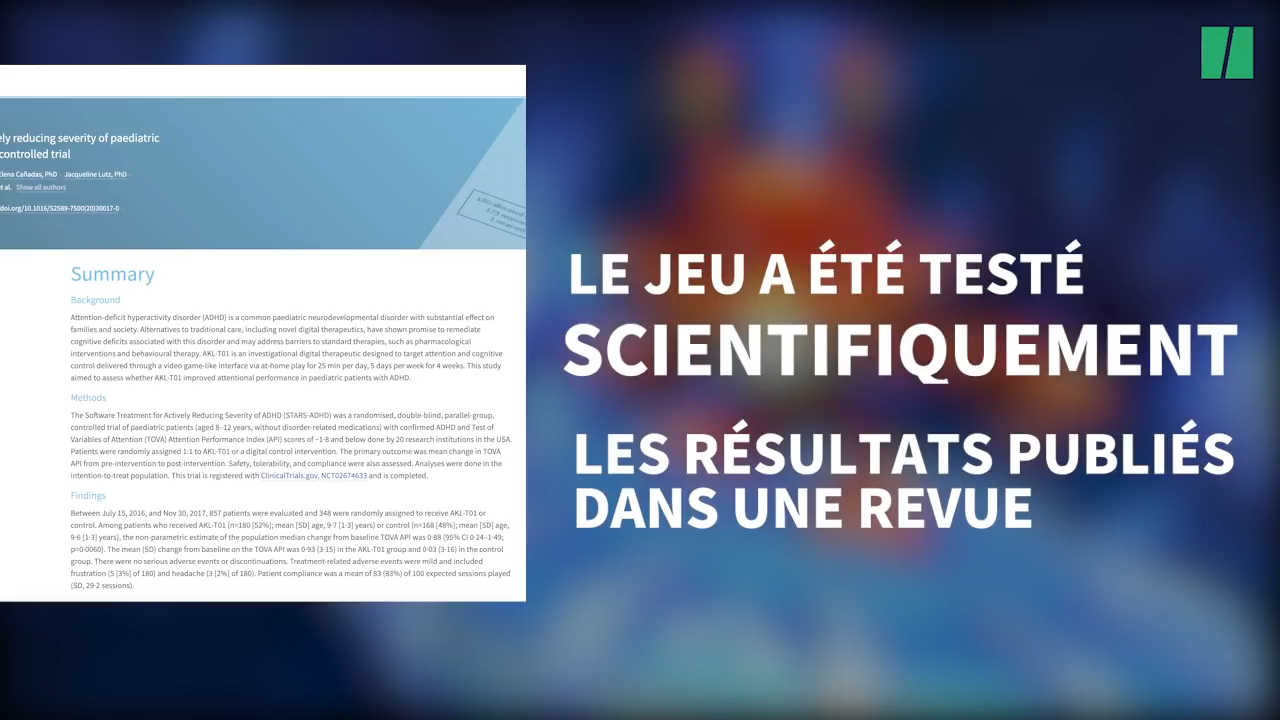 ely reducing severity of paediatric
controlled trial
Elena Cañadas, PhD · Jacqueline Lutz, PhD ·
et al. Show all authors
doi.org/10.1016/S2589-7500(20)30017-0
Summary
Background
Attention-deficit hyperactivity disorder (ADHD) is a common paediatric neurodevelopmental disorder with substantial effect on
families and society. Alternatives to traditional care, including novel digital therapeutics, have shown promise to remediate
cognitive deficits associated with this disorder and may address barriers to standard therapies, such as pharmacological
interventions and behavioural therapy. AKL-T01 is an investigational digital therapeutic designed to target attention and cognitive
control delivered through a video game-like interface via at-home play for 25 min per day, 5 days per week for 4 weeks. This study
aimed to assess whether AKL-T01 improved attentional performance in paediatric patients with ADHD.
Methods
The Software Treatment for Actively Reducing Severity of ADHD (STARS-ADHD) was a randomised, double-blind, parallel-group,
controlled trial of paediatric patients (aged 8–12 years, without disorder-related medications) with confirmed ADHD and Test of
Variables of Attention (TOVA) Attention Performance Index (API) scores of −1·8 and below done by 20 research institutions in the USA.
Patients were randomly assigned 1:1 to AKL-T01 or a digital control intervention. The primary outcome was mean change in TOVA
API from pre-intervention to post-intervention. Safety, tolerability, and compliance were also assessed. Analyses were done in the
intention-to-treat population. This trial is registered with ClinicalTrials.gov, NCT02674633 and is completed.
Findings
Between July 15, 2016, and Nov 30, 2017, 857 patients were evaluated and 348 were randomly assigned to receive AKL-T01 or
control. Among patients who received AKL-T01 (n=180 [52%]; mean [SD] age, 9·7 [1·3] years) or control (n=168 [48%]; mean [SD] age,
9·6 [1·3] years), the non-parametric estimate of the population median change from baseline TOVA API was 0·88 (95% CI 0·24–1·49;
p=0·0060). The mean (SD) change from baseline on the TOVA API was 0·93 (3·15) in the AKL-T01 group and 0·03 (3·16) in the control
group. There were no serious adverse events or discontinuations. Treatment-related adverse events were mild and included
frustration (5 [3%] of 180) and headache (3 [2%] of 180). Patient compliance was a mean of 83 (83%) of 100 expected sessions played
(SD, 29·2 sessions).
LE JEU A ÉTÉ TESTÉ
SCIENTIFIQUEMENT
LES RÉSULTATS PUBLIÉS
DANS UNE REVUE